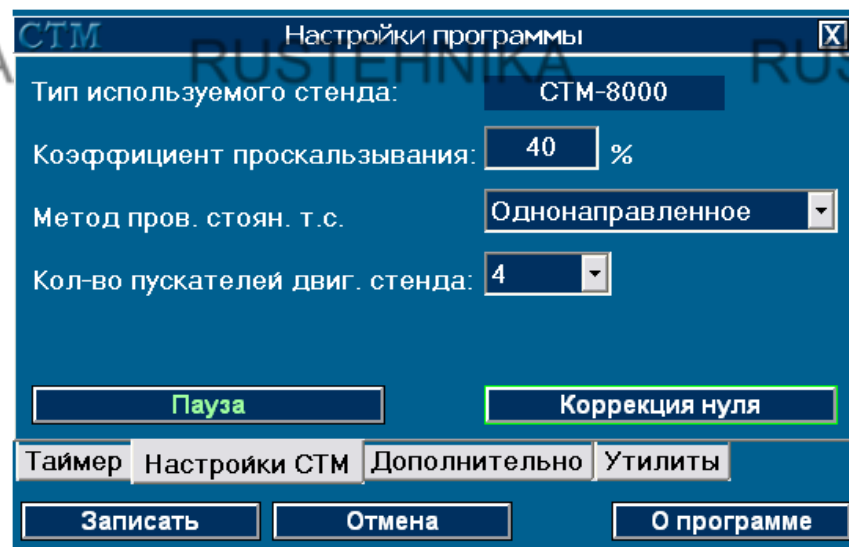 СТМ Настройки программы X
RUSTEHNIKA RUS
Тип используемого стенда: СТМ-8000
Коэффициент проскальзывания: 40 %
Метод пров. стоян. т.с. Однонаправленное
Кол-во пускателей двиг. стенда: 4
Пауза Коррекция нуля
Таймер Настройки СТМ Дополнительно Утилиты
Записать Отмена О программе